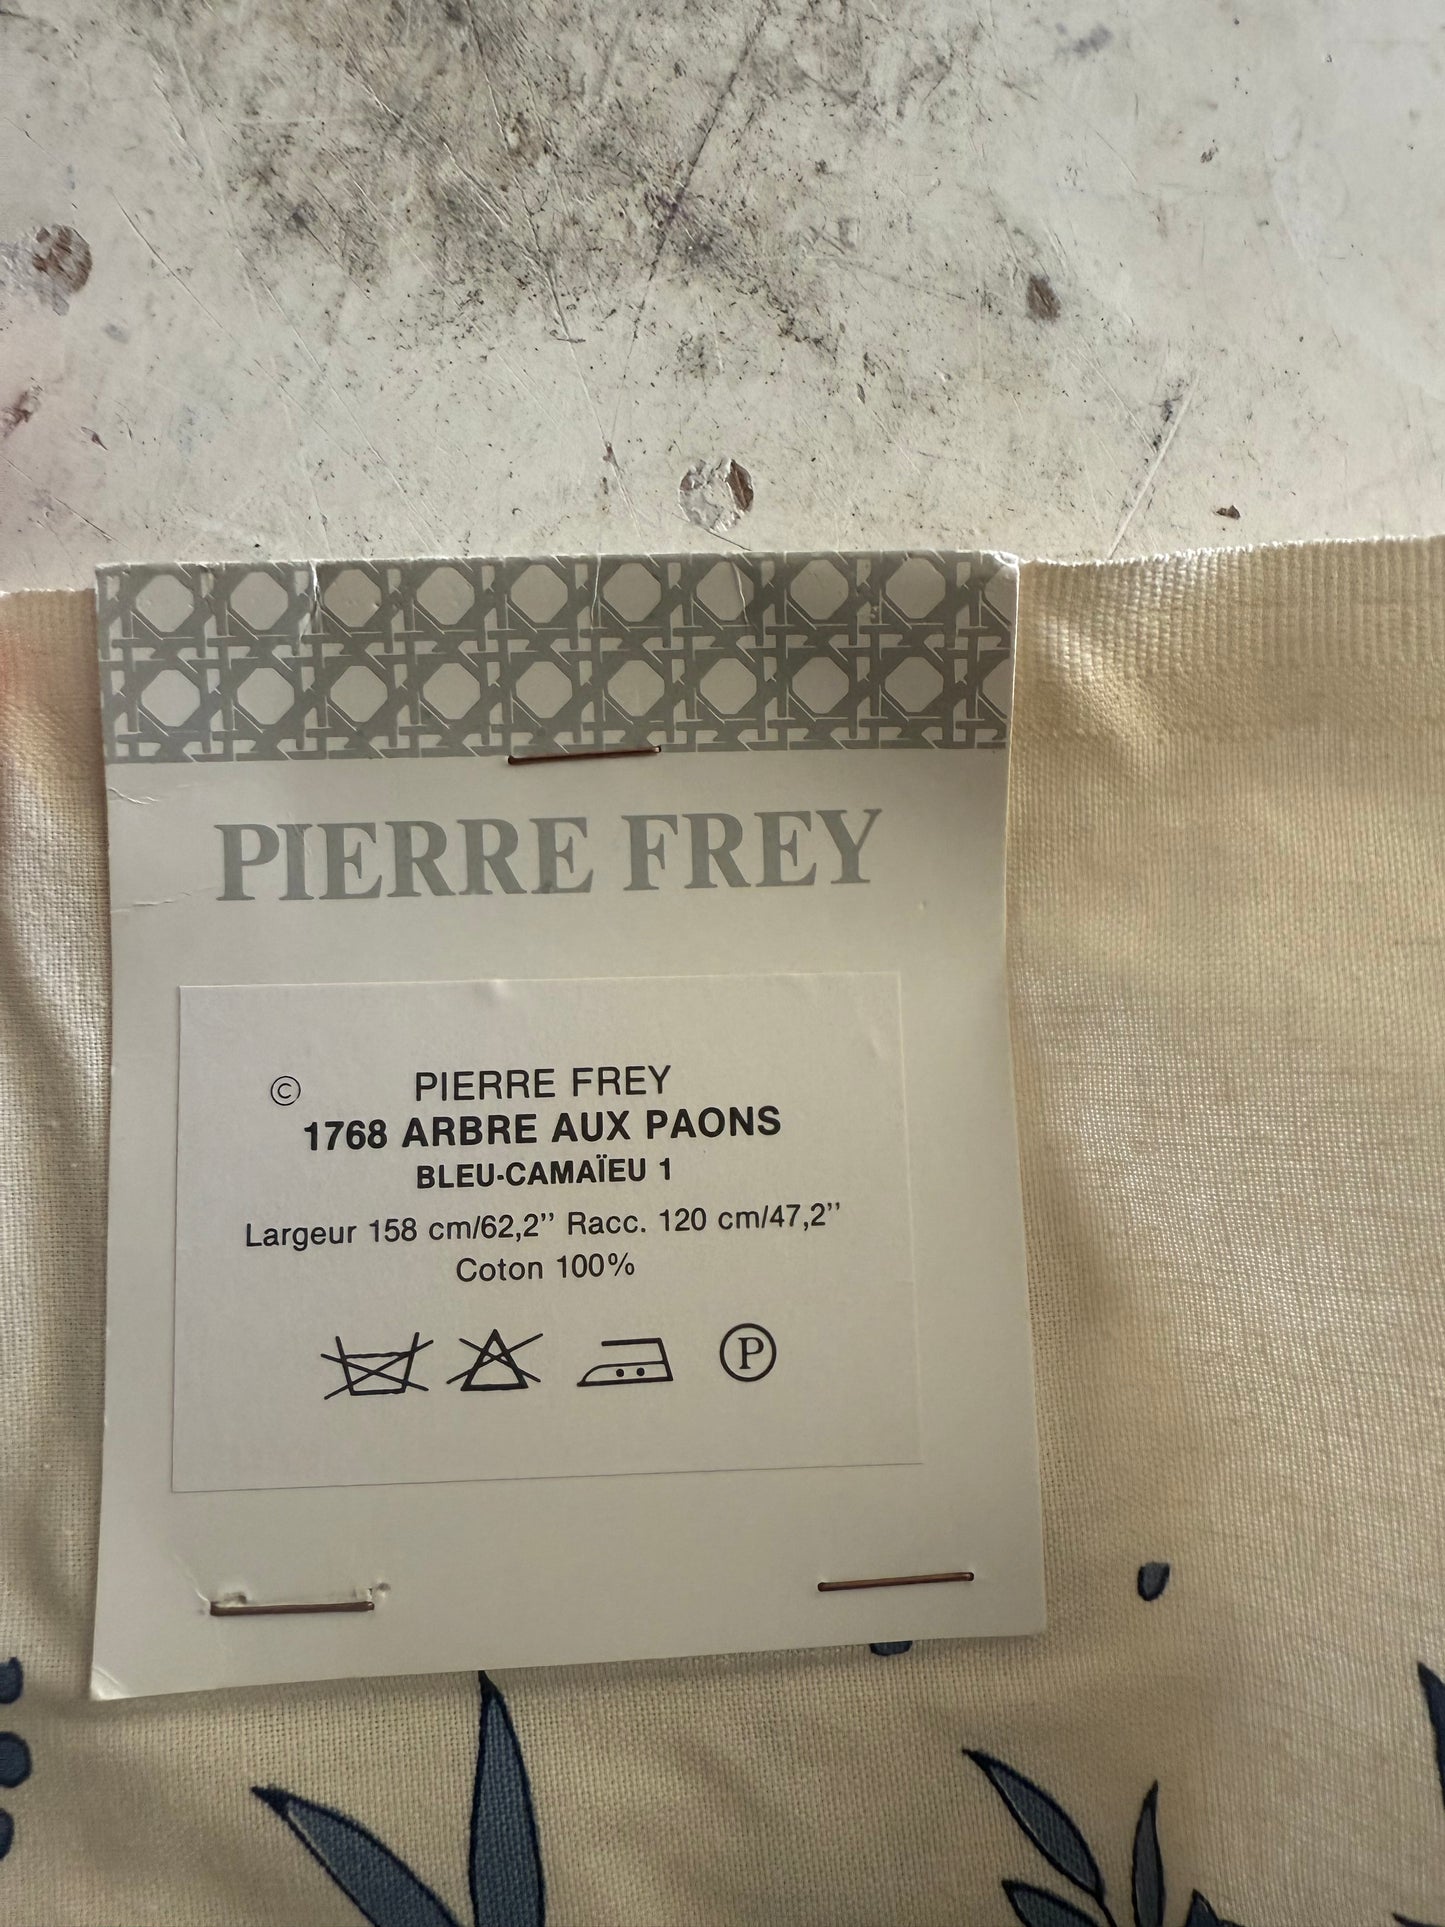 PIERRE FREY
© PIERRE FREY
1768 ARBRE AUX PAONS
BLEU-CAMAÏEU 1
Largeur 158 cm/62,2’’ Racc. 120 cm/47,2’’
Coton 100%
P